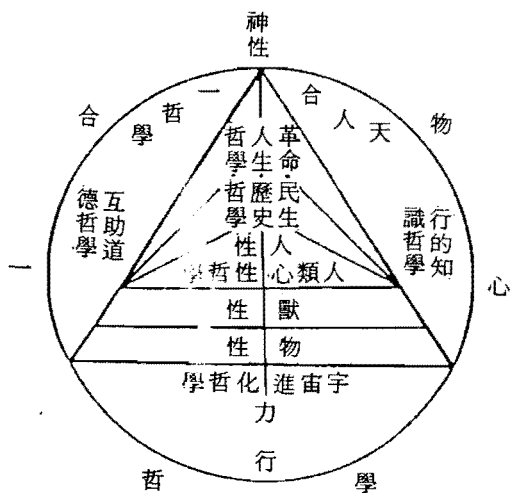 神性
心物合一哲學
天人合一哲學
革命人生哲學
民生歷史哲學
行的知識哲學
互助道德哲學
人性
人類心性哲學
獸性
物性
宇宙進化哲學
力行